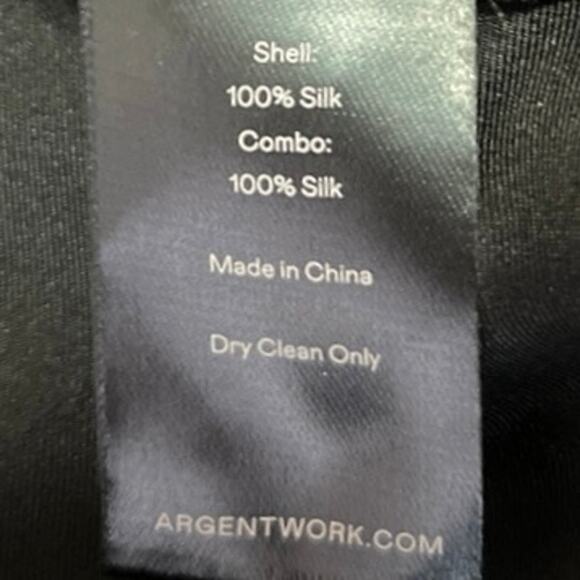 Shell:
100% Silk
Combo:
100% Silk
Made in China
Dry Clean Only
ARGENTWORK.COM